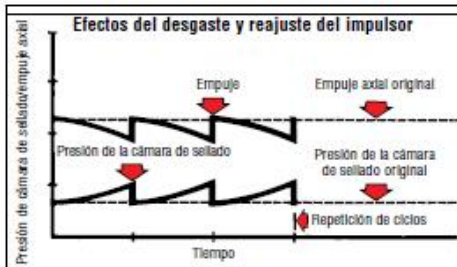 Efectos del desgaste y reajuste del impulsor
Presión de cámara de sellado/empuje axial
Empuje
Empuje axial original
Presión de la cámara de sellado
Presión de la cámara
de sellado original
Repetición de ciclos
Tiempo